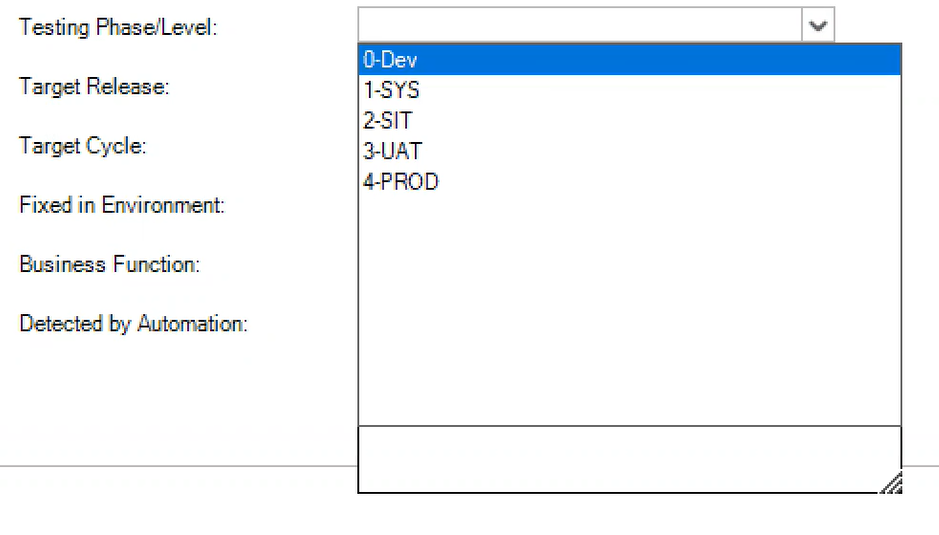 Testing Phase/Level:
0-Dev
1-SYS
2-SIT
3-UAT
4-PROD
Target Release:
Target Cycle:
Fixed in Environment:
Business Function:
Detected by Automation: